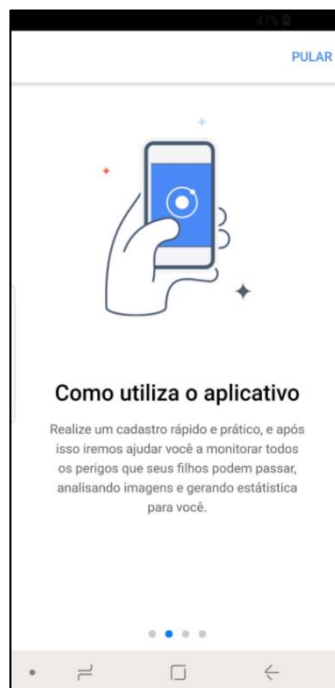 47%
PULAR
Como utiliza o aplicativo
Realize um cadastro rápido e prático, e após
isso iremos ajudar você a monitorar todos
os perigos que seus filhos podem passar,
analisando imagens e gerando estátistica
para você.